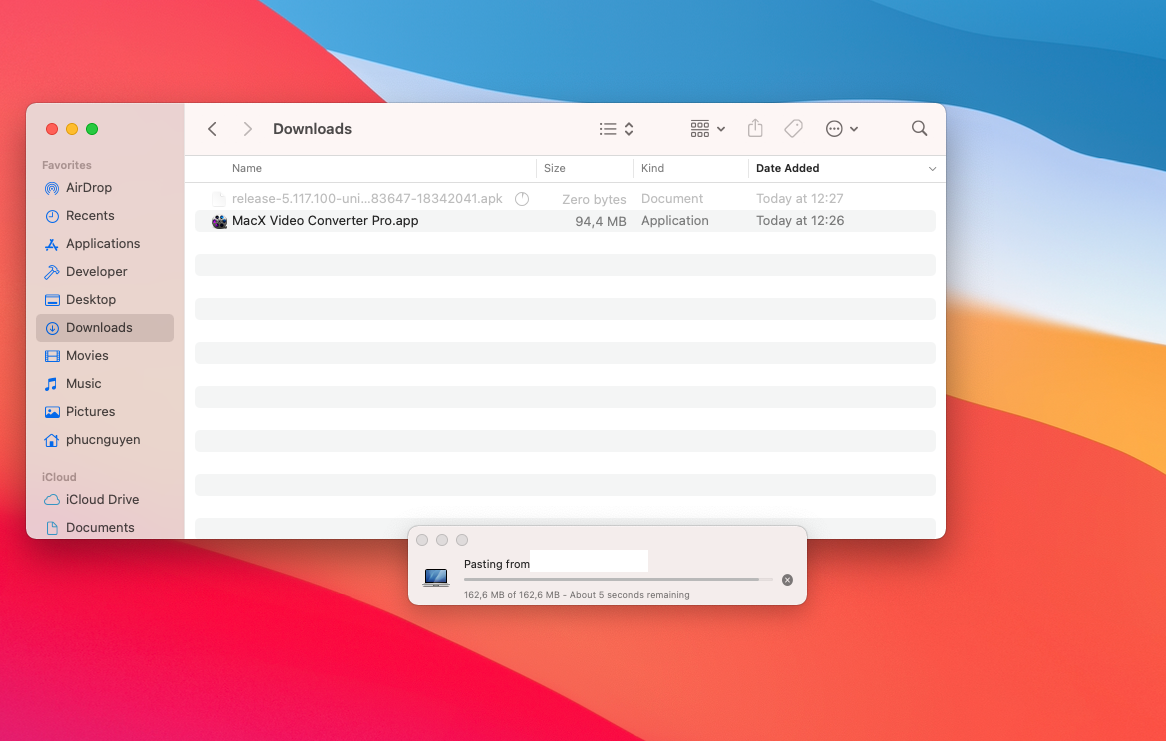 Downloads
Favorites
AirDrop
Recents
Applications
Developer
Desktop
Downloads
Movies
Music
Pictures
phucnguyen
iCloud
iCloud Drive
Documents
Name Size Kind Date Added
release-5.117.100-uni...83647-18342041.apk Zero bytes Document Today at 12:27
MacX Video Converter Pro.app 94,4 MB Application Today at 12:26
Pasting from
162,6 MB of 162,6 MB - About 5 seconds remaining